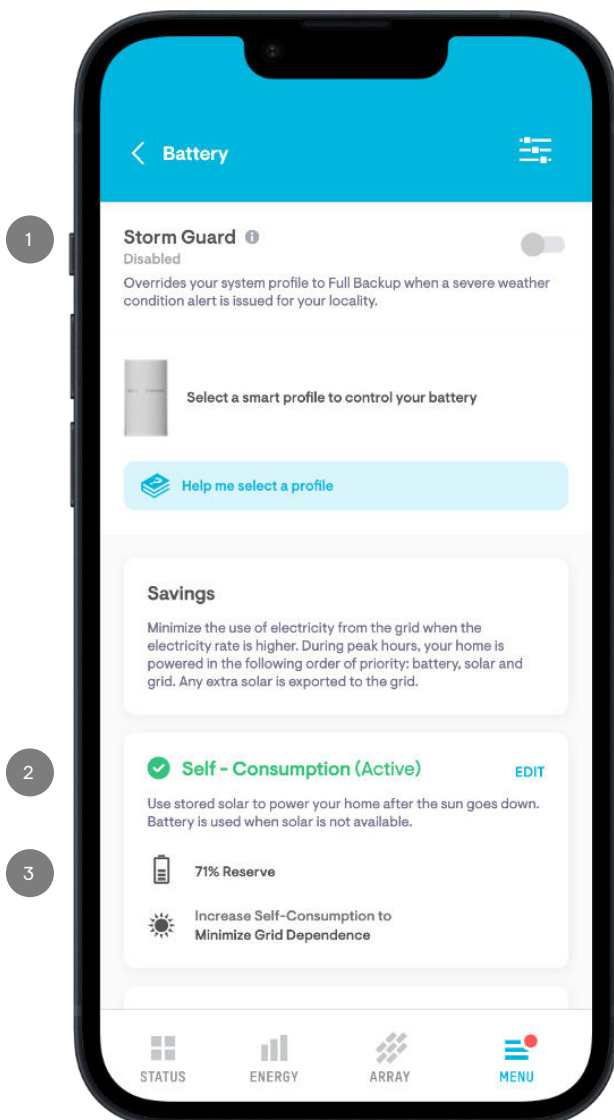 Battery
1
Storm Guard
Disabled
Overrides your system profile to Full Backup when a severe weather
condition alert is issued for your locality.
Select a smart profile to control your battery
Help me select a profile
Savings
Minimize the use of electricity from the grid when the
electricity rate is higher. During peak hours, your home is
powered in the following order of priority: battery, solar and
grid. Any extra solar is exported to the grid.
2
Self - Consumption (Active)
EDIT
Use stored solar to power your home after the sun goes down.
Battery is used when solar is not available.
3
71% Reserve
Increase Self-Consumption to
Minimize Grid Dependence
STATUS
ENERGY
ARRAY
MENU